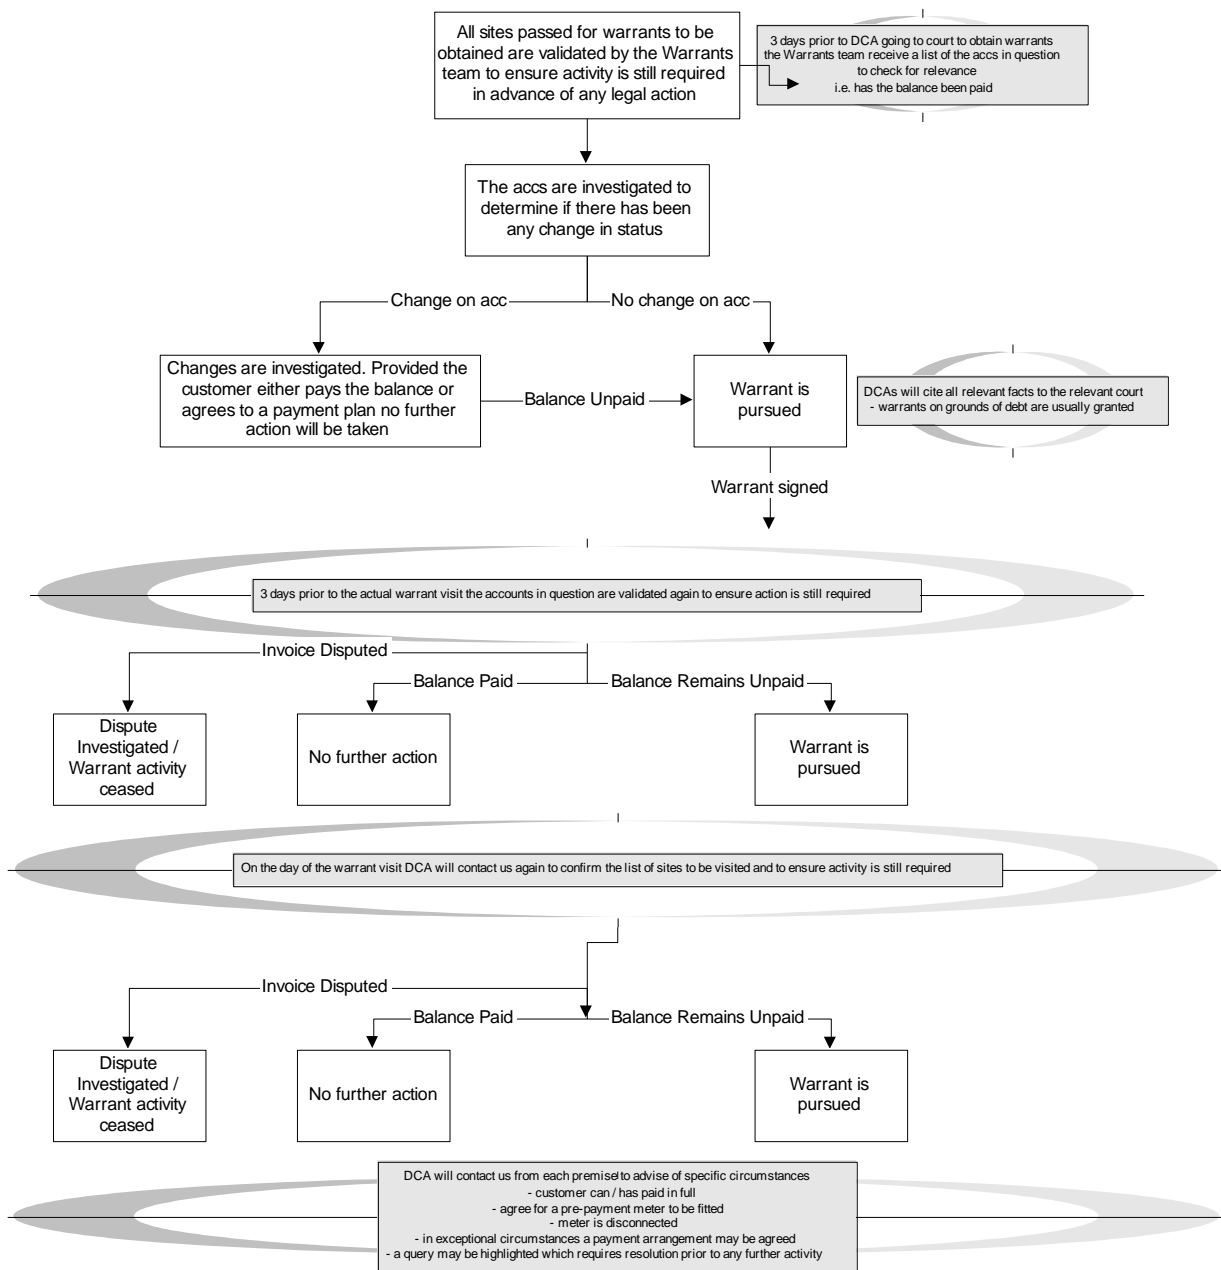 All sites passed for warrants to be
obtained are validated by the Warrants
team to ensure activity is still required
in advance of any legal action
3 days prior to DCA going to court to obtain warrants
the Warrants team receive a list of the accs in question
to check for relevance
i.e. has the balance been paid
The accs are investigated to
determine if there has been
any change in status
Change on acc
No change on acc
Changes are investigated. Provided the
customer either pays the balance or
agrees to a payment plan no further
action will be taken
Balance Unpaid
Warrant is
pursued
DCAs will cite all relevant facts to the relevant court
- warrants on grounds of debt are usually granted
Warrant signed
3 days prior to the actual warrant visit the accounts in question are validated again to ensure action is still required
Invoice Disputed
Balance Paid
Balance Remains Unpaid
Dispute
Investigated /
Warrant activity
ceased
No further action
Warrant is
pursued
On the day of the warrant visit DCA will contact us again to confirm the list of sites to be visited and to ensure activity is still required
Invoice Disputed
Balance Paid
Balance Remains Unpaid
Dispute
Investigated /
Warrant activity
ceased
No further action
Warrant is
pursued
DCA will contact us from each premise to advise of specific circumstances
- customer can / has paid in full
- agree for a pre-payment meter to be fitted
- meter is disconnected
- in exceptional circumstances a payment arrangement may be agreed
- a query may be highlighted which requires resolution prior to any further activity